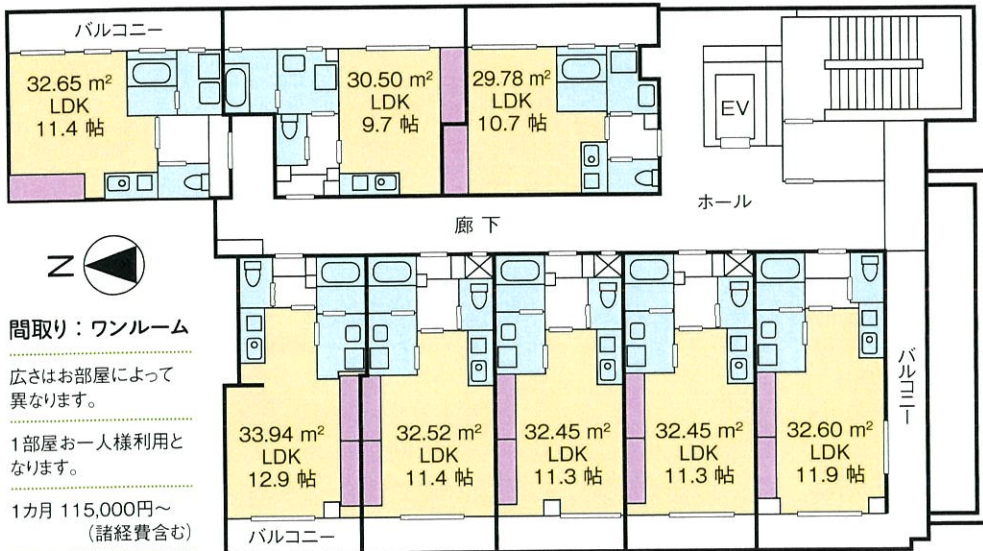 バルコニー
32.65 m²
LDK
11.4 帖
30.50 m²
LDK
9.7 帖
29.78 m²
LDK
10.7 帖
EV
ホール
廊 下
N
間取り：ワンルーム
広さはお部屋によって
異なります。
1部屋お一人様利用と
なります。
1カ月 115,000円～
（諸経費含む）
33.94 m²
LDK
12.9 帖
32.52 m²
LDK
11.4 帖
32.45 m²
LDK
11.3 帖
32.45 m²
LDK
11.3 帖
32.60 m²
LDK
11.9 帖
バルコニー
バルコニー